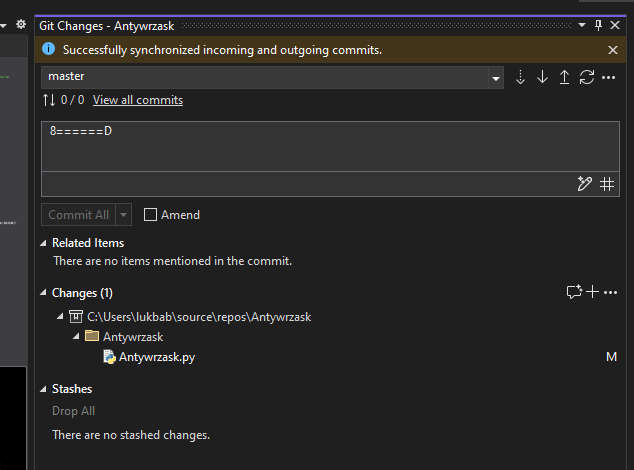 Git Changes - Antywrzask
Successfully synchronized incoming and outgoing commits.
master
0 / 0 View all commits
8======D
Commit All Amend
Related Items
There are no items mentioned in the commit.
Changes (1)
C:\Users\lukbab\source\repos\Antywrzask
Antywrzask
Antywrzask.py M
Stashes
Drop All
There are no stashed changes.